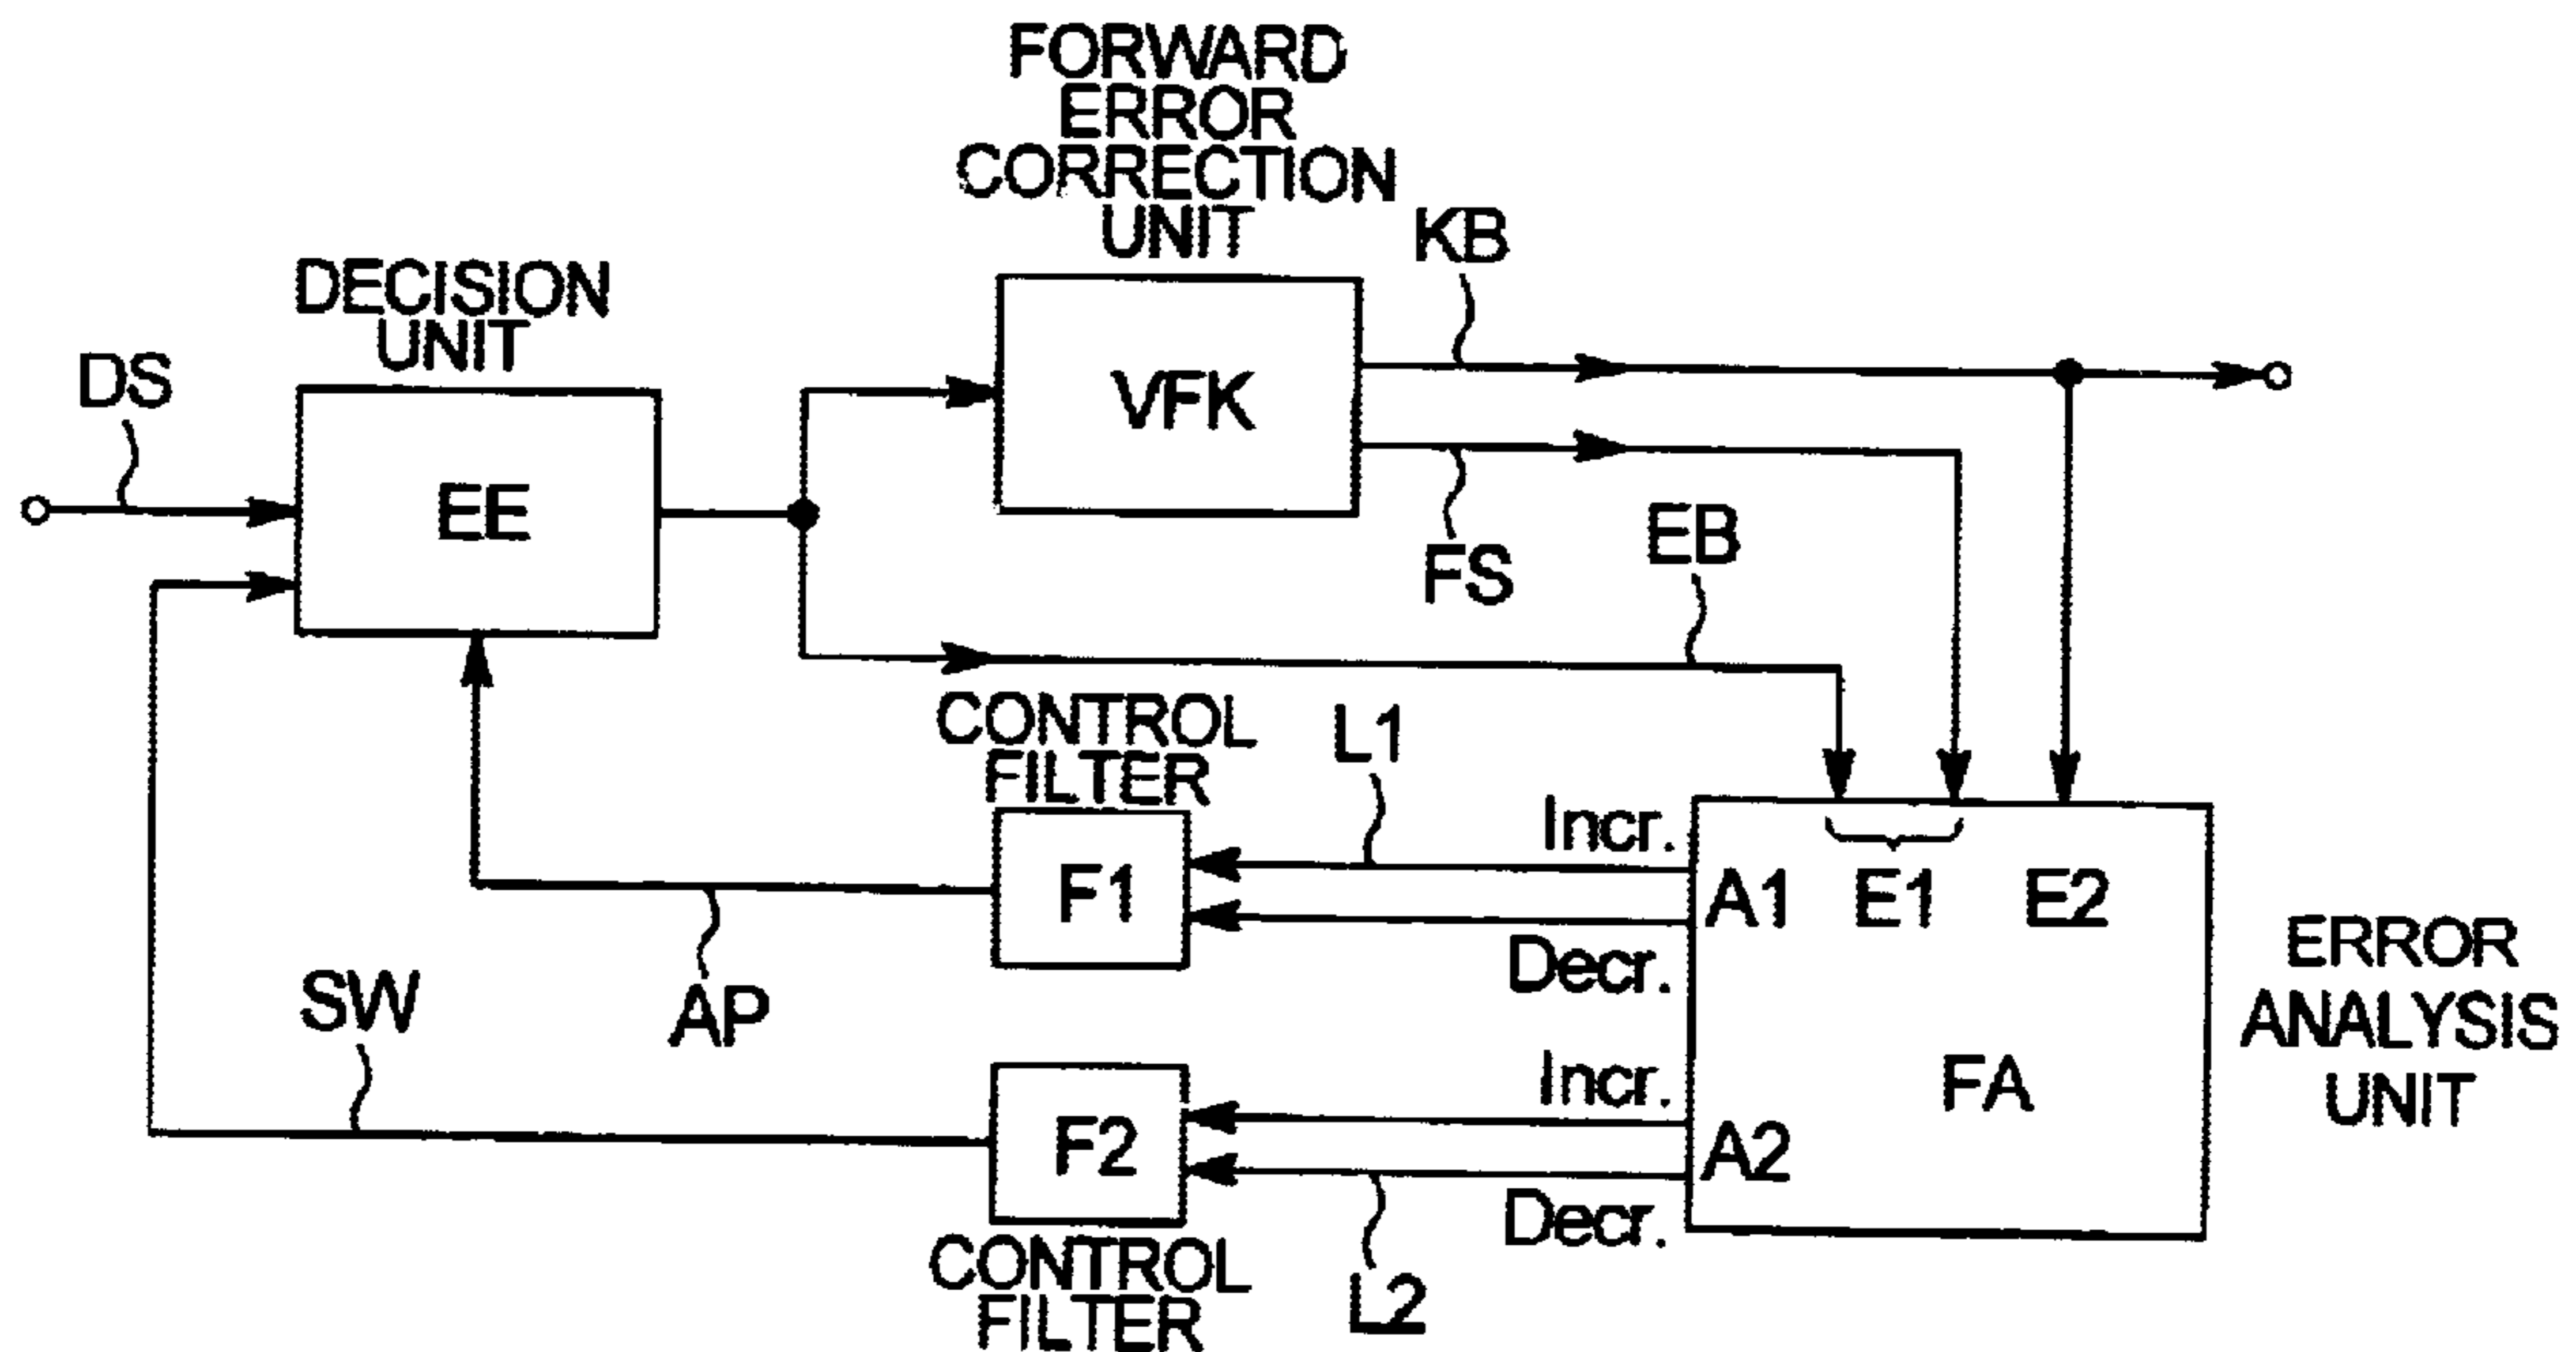 FORWARD
ERROR
CORRECTION
UNIT
KB
DECISION
UNIT
DS
VFK
EE
EB
FS
CONTROL
FILTER
L1
Incr.
F1
A1
E1
E2
Decr.
ERROR
ANALYSIS
UNIT
AP
SW
Incr.
FA
F2
A2
Decr.
CONTROL
FILTER
L2